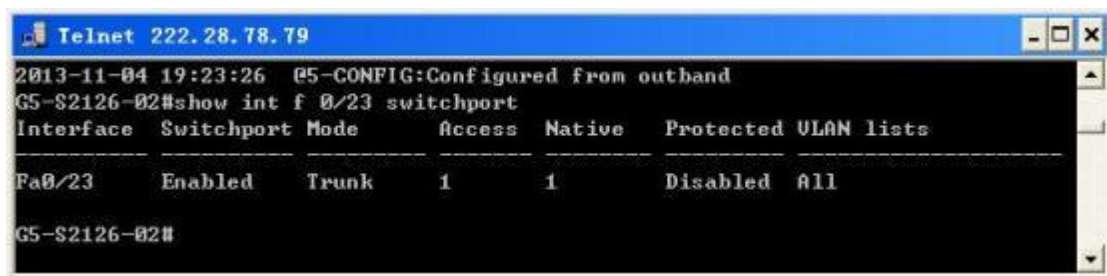 Telnet 222.28.78.79
2013-11-04 19:23:26 @5-CONFIG:Configured from outband
G5-S2126-02#show int f 0/23 switchport
Interface Switchport Mode Access Native Protected VLAN lists
---------- ---------- --------- ------- -------- --------- --------------------
Fa0/23 Enabled Trunk 1 1 Disabled All
G5-S2126-02#